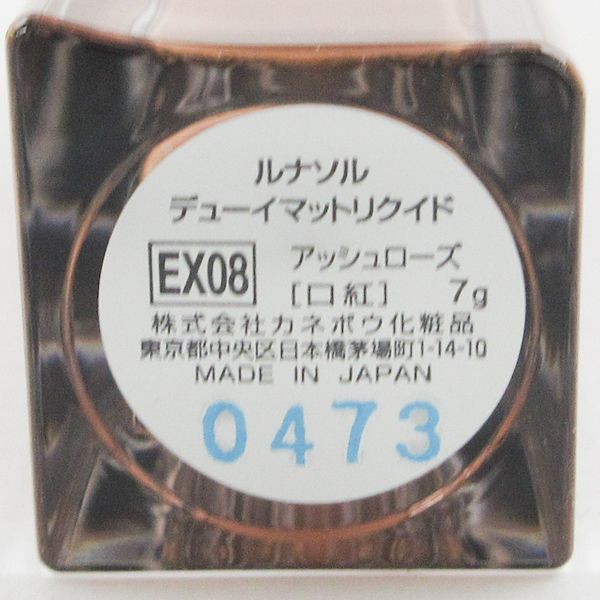 ルナソル
デューイマットリクイド
EX08 アッシュローズ
[口紅] 7g
株式会社カネボウ化粧品
東京都中央区日本橋茅場町1-14-10
MADE IN JAPAN
0473